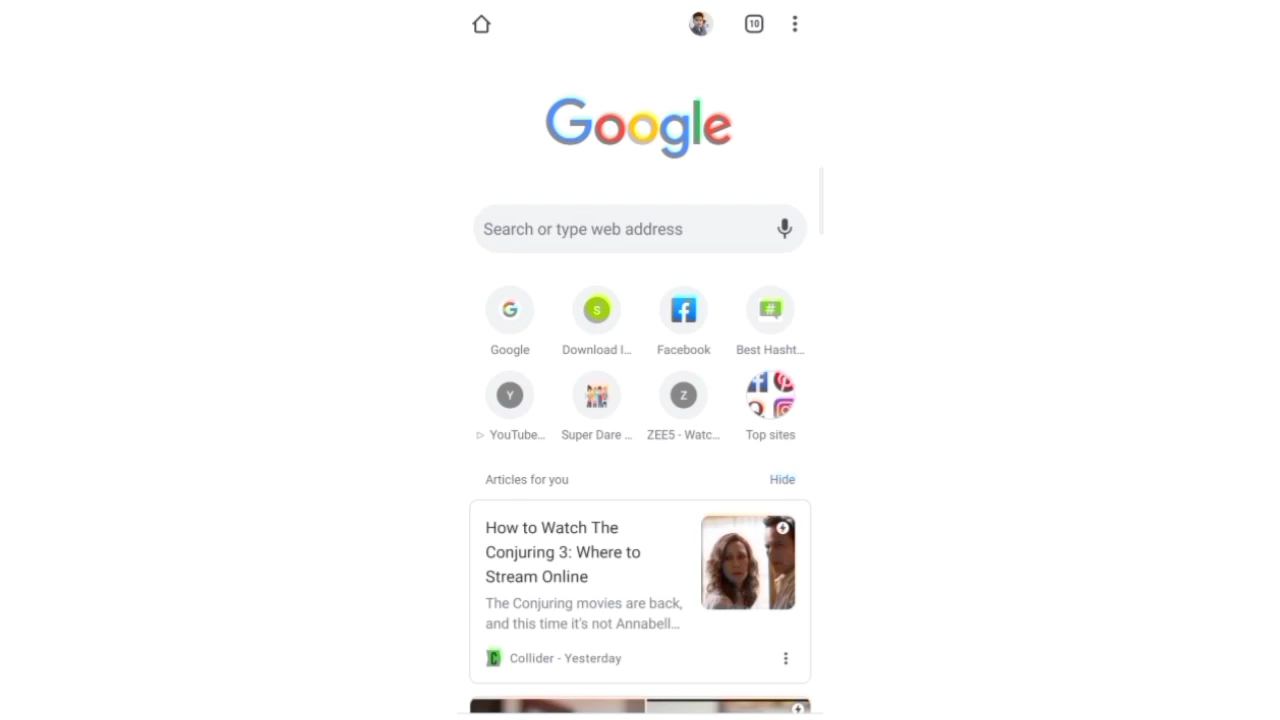 10
Google
Search or type web address
G S f #
Google Download I... Facebook Best Hasht...
Y Z
▷ YouTube... Super Dare ... ZEE5 - Watc... Top sites
Articles for you Hide
How to Watch The
Conjuring 3: Where to
Stream Online
The Conjuring movies are back,
and this time it's not Annabell...
C Collider - Yesterday